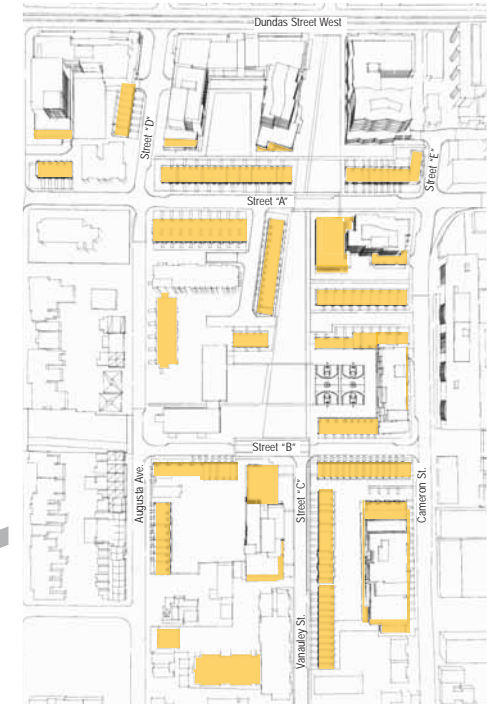 Dundas Street West
Street "D"
Street "E"
Street "A"
Street "B"
Augusta Ave.
Street "C"
Cameron St.
Vanauley St.